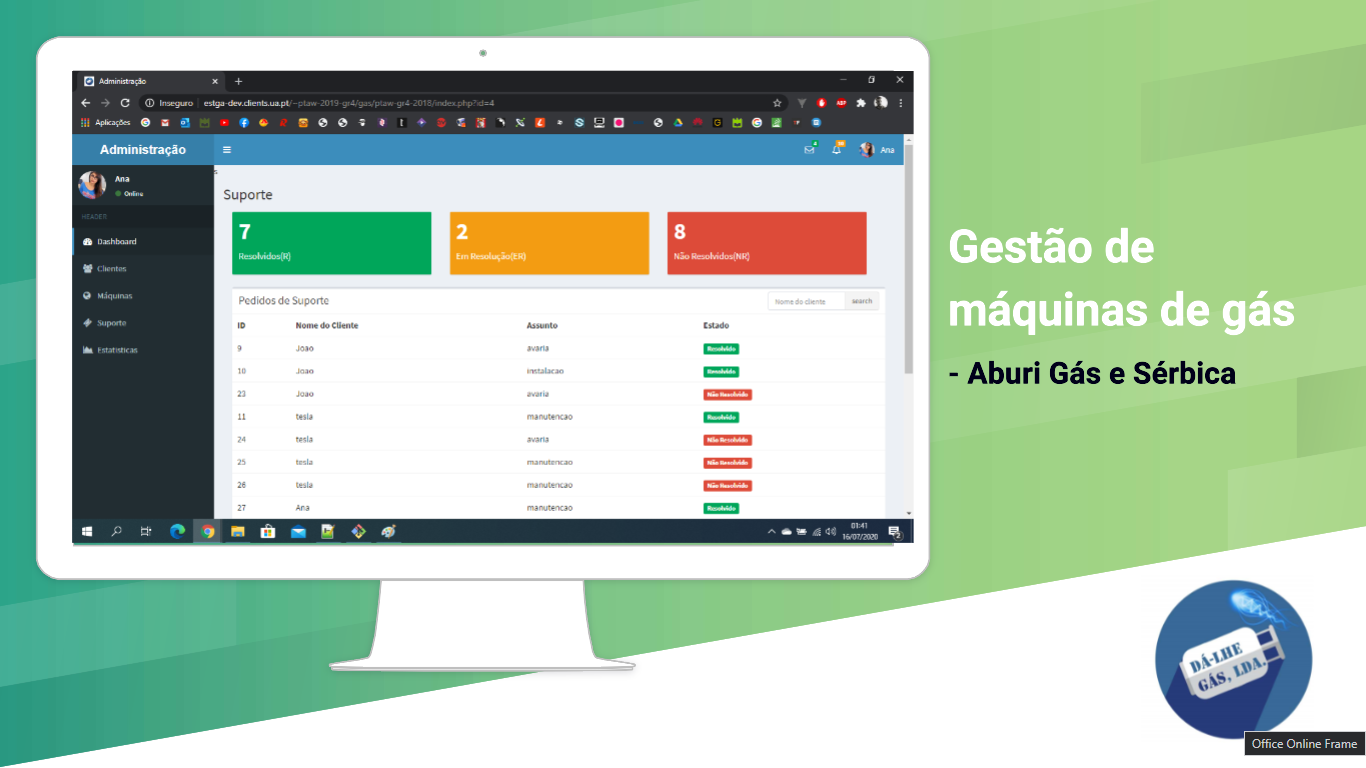 Administração
Inseguro
estga-dev.clients.ua.pt/~ptaw-2019-gr4/gas/ptaw-gr4-2018/index.php?id=4
Aplicações
Administração
Ana
Ana
Online
HEADER
Dashboard
Clientes
Máquinas
Suporte
Estatísticas
s
Suporte
7
Resolvidos(R)
2
Em Resolução(ER)
8
Não Resolvidos(NR)
Pedidos de Suporte
Nome do cliente
search
ID Nome do Cliente Assunto Estado
9 Joao avaria Resolvido
10 Joao instalacao Resolvido
23 Joao avaria Não Resolvido
11 tesla manutencao Resolvido
24 tesla avaria Não Resolvido
25 tesla manutencao Não Resolvido
26 tesla manutencao Não Resolvido
27 Ana manutencao Resolvido
01:41
16/07/2020
Gestão de
máquinas de gás
- Aburi Gás e Sérbica
DÁ-LHE
GÁS, LDA.
Office Online Frame